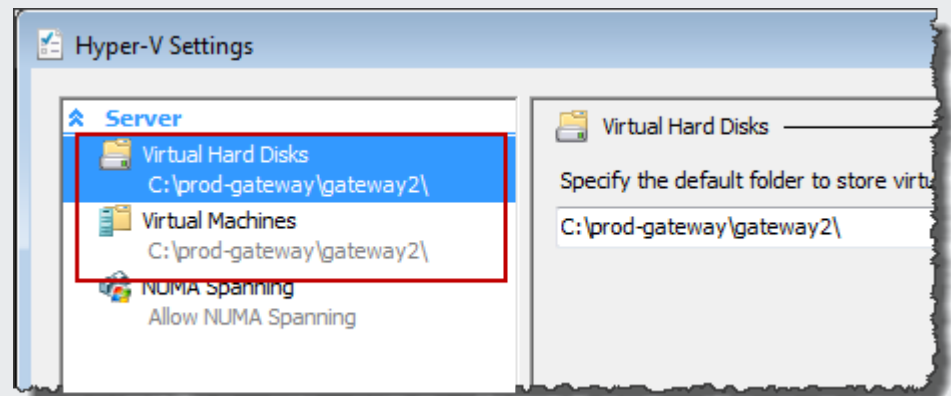 Hyper-V Settings
Server
Virtual Hard Disks
C:\prod-gateway\gateway2\
Virtual Machines
C:\prod-gateway\gateway2\
NUMA Spanning
Allow NUMA Spanning
Virtual Hard Disks
Specify the default folder to store
C:\prod-gateway\gateway2\